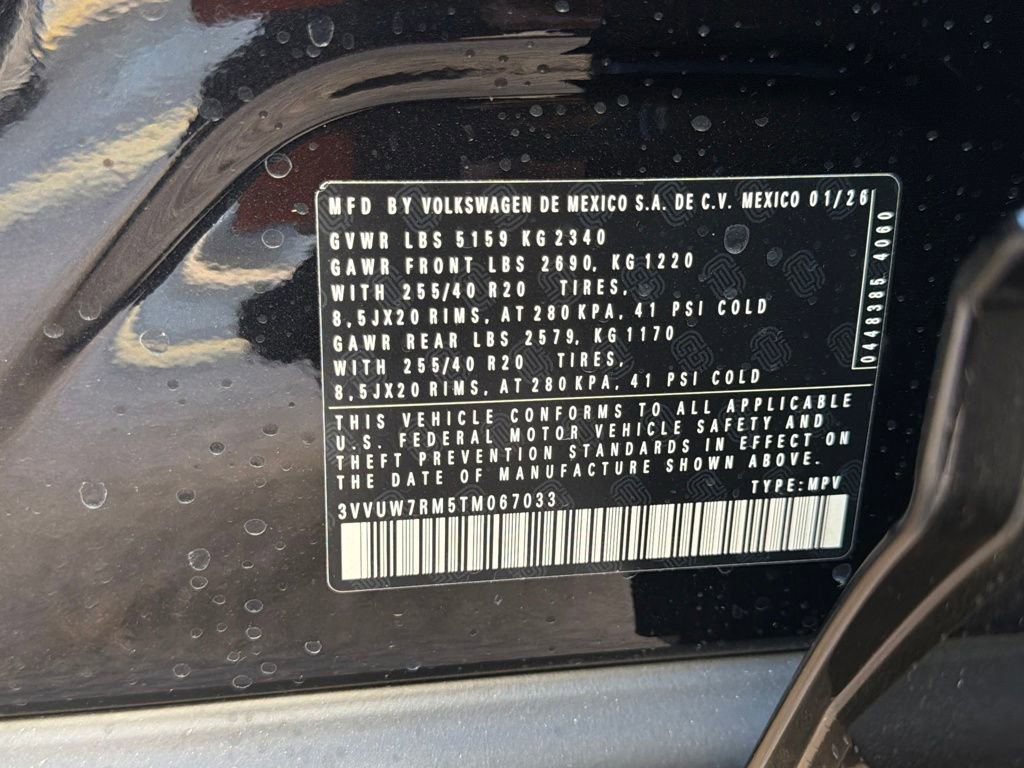 MFD BY VOLKSWAGEN DE MEXICO S.A. DE C.V. MEXICO 01/26
GVWR LBS 5159 KG 2340
GAWR FRONT LBS 2690, KG 1220
WITH 255/40 R20 TIRES,
8,5JX20 RIMS, AT 280 KPA, 41 PSI COLD
GAWR REAR LBS 2579, KG 1170
WITH 255/40 R20 TIRES,
8,5JX20 RIMS, AT 280 KPA, 41 PSI COLD
0448385 4060
THIS VEHICLE CONFORMS TO ALL APPLICABLE
U.S. FEDERAL MOTOR VEHICLE SAFETY AND
THEFT PREVENTION STANDARDS IN EFFECT ON
THE DATE OF MANUFACTURE SHOWN ABOVE.
TYPE: MPV
3VVUW7RM5TM067033